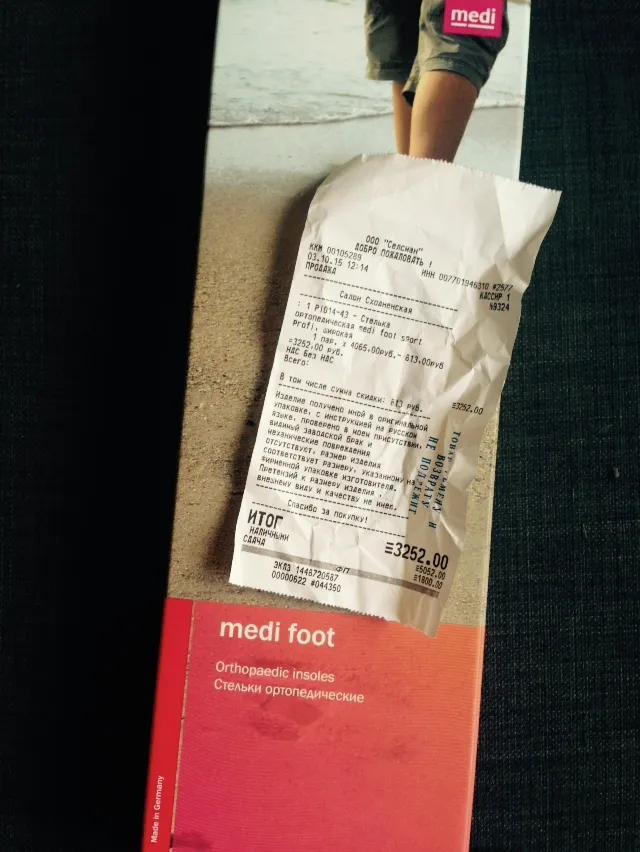 medi
ООО "Селсиан"
ДОБРО ПОЖАЛОВАТЬ !
ККМ 00105289 ИНН 007701946310 #2577
03.10.15 12:14 КАССИР 1
ПРОДАЖА №9324
Салон Сходненская
: 1 PI014-43 - Стелька
ортопедическая medi foot sport
Profi, широкая
1 пар. X 4065.00руб.- 813.00руб
=3252.00 руб.
НДС Без НДС
Всего: ≡3252.00
В том числе сумма скидки: 813 руб.
Изделие получено мной в оригинальной
упаковке, с инструкцией на русском
языке, проверено в моем присутствии,
видимый заводской брак и
механические повреждения
отсутствуют, размер изделия
соответствует размеру, указанному на
фирменной упаковке изготовителя.
Претензий к размеру изделия,
внешнему виду и качеству не имею.
ВОЗВРАТУ
НЕ ПОДЛЕЖИТ
Спасибо за покупку!
ИТОГ ≡3252.00
НАЛИЧНЫМИ ≡5052.00
СДАЧА ≡1800.00
ФП
ЭКЛЗ 1448720587
00000622 #044350
medi foot
Orthopaedic insoles
Стельки ортопедические
Made in Germany